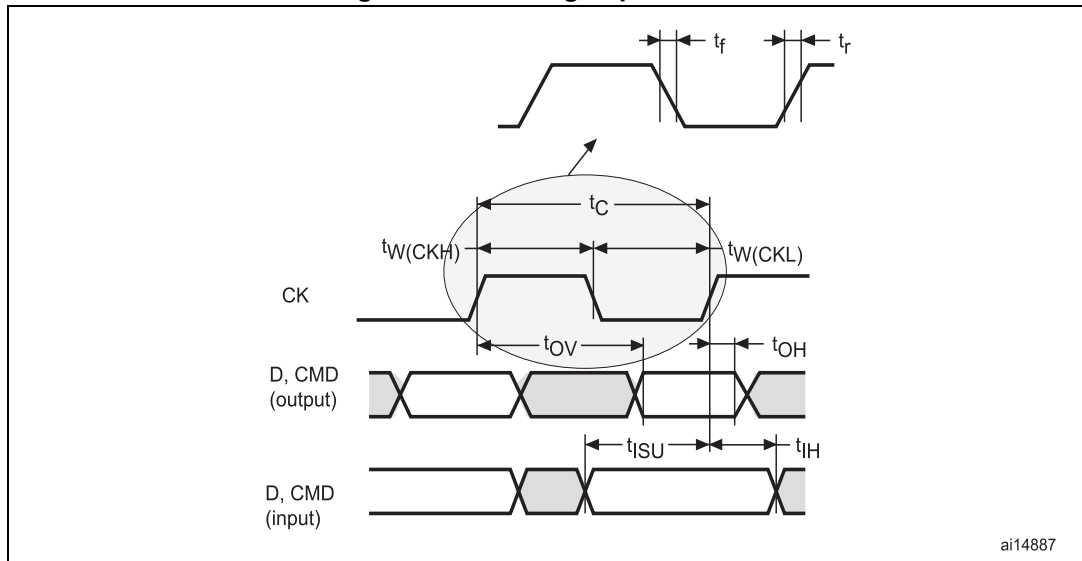 tf
tr
tC
tW(CKH)
tW(CKL)
CK
tOV
tOH
D, CMD
(output)
tISU
tIH
D, CMD
(input)
ai14887